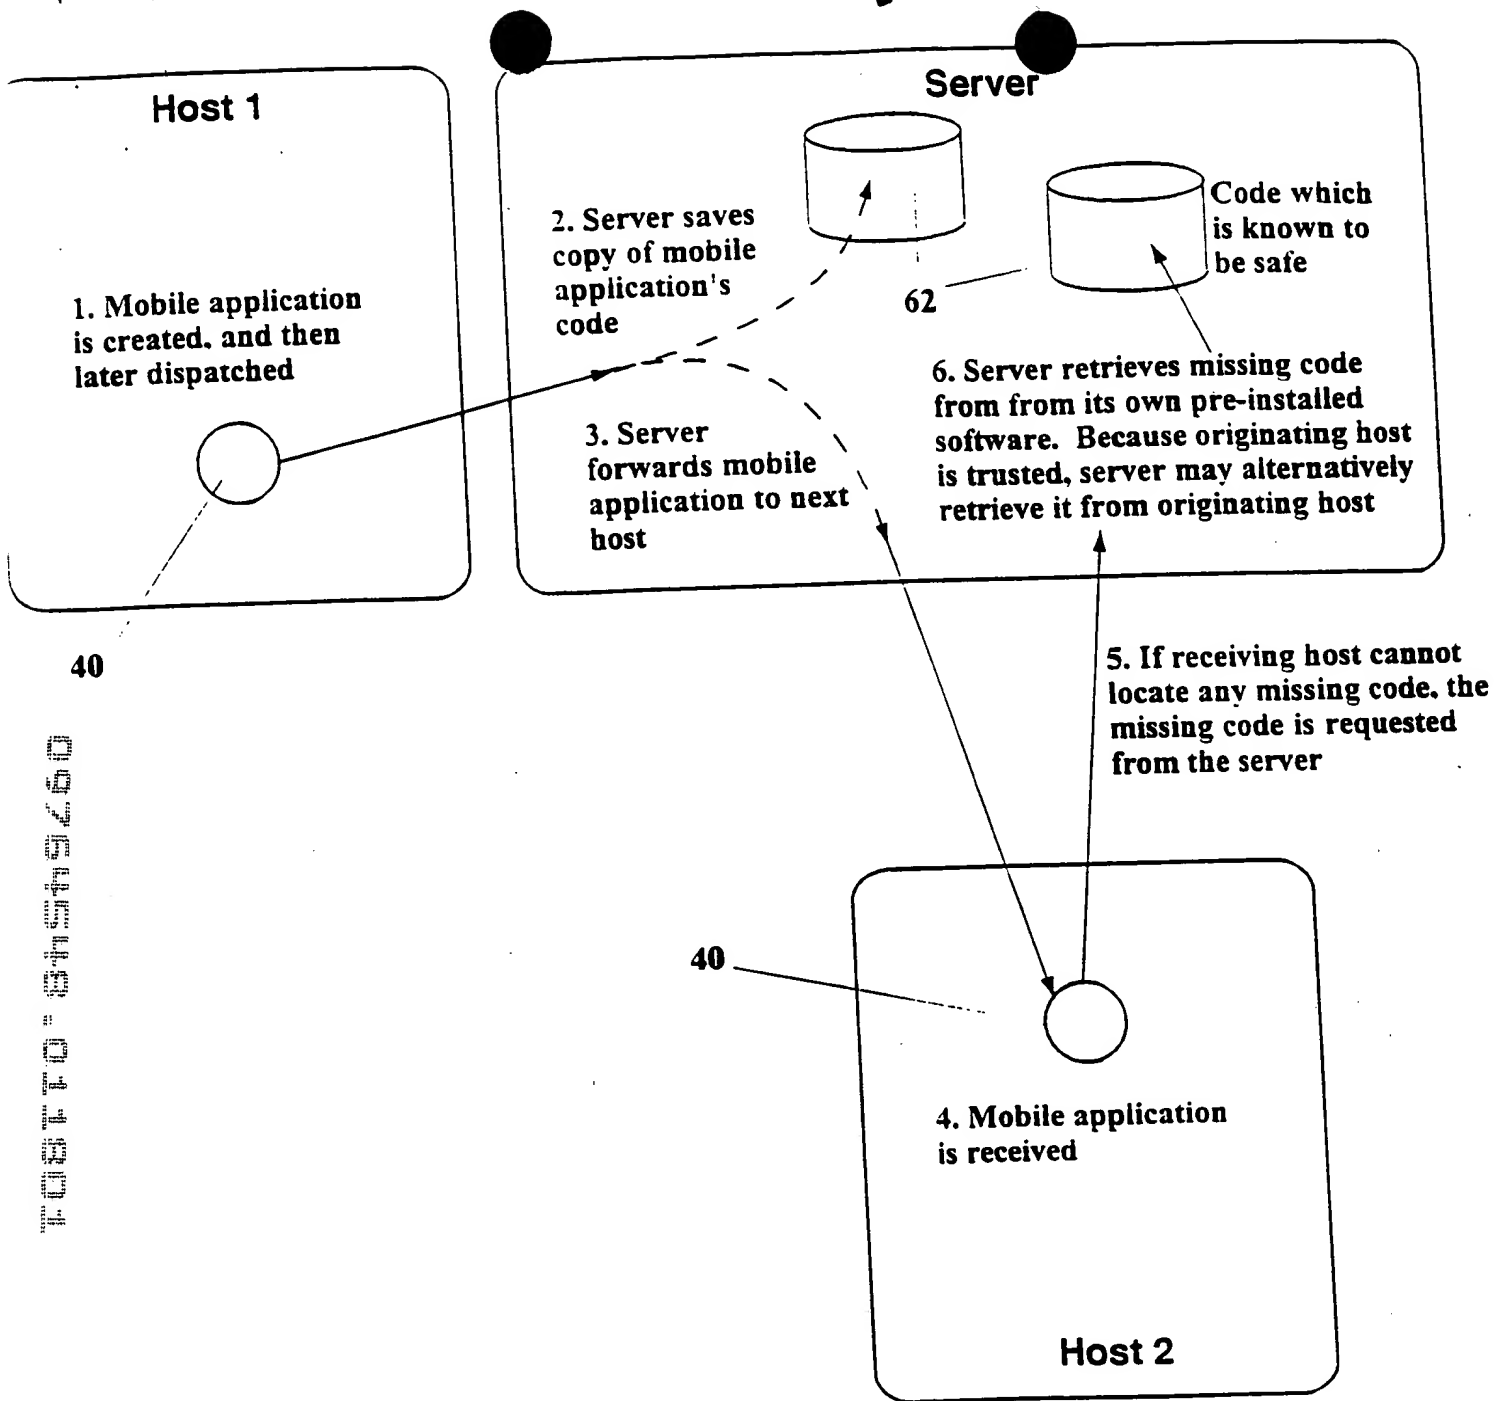 Host 1
Server
1. Mobile application
is created, and then
later dispatched
2. Server saves
copy of mobile
application's
code
62
Code which
is known to
be safe
3. Server
forwards mobile
application to next
host
6. Server retrieves missing code
from from its own pre-installed
software. Because originating host
is trusted, server may alternatively
retrieve it from originating host
40
5. If receiving host cannot
locate any missing code, the
missing code is requested
from the server
40
4. Mobile application
is received
Host 2
09764548.011801